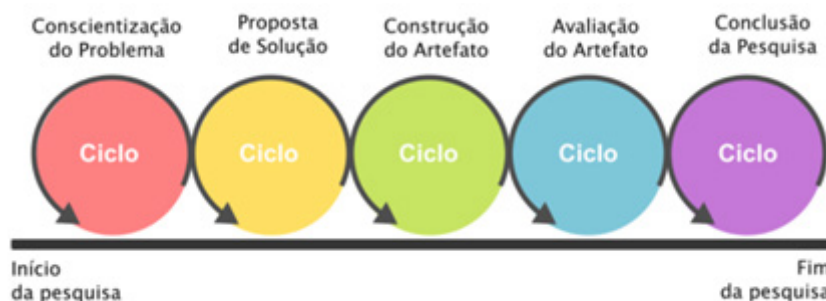 Conscientização
do Problema
Proposta
de Solução
Construção
do Artefato
Avaliação
do Artefato
Conclusão
da Pesquisa
Ciclo
Ciclo
Ciclo
Ciclo
Ciclo
Início
da pesquisa
Fim
da pesquisa